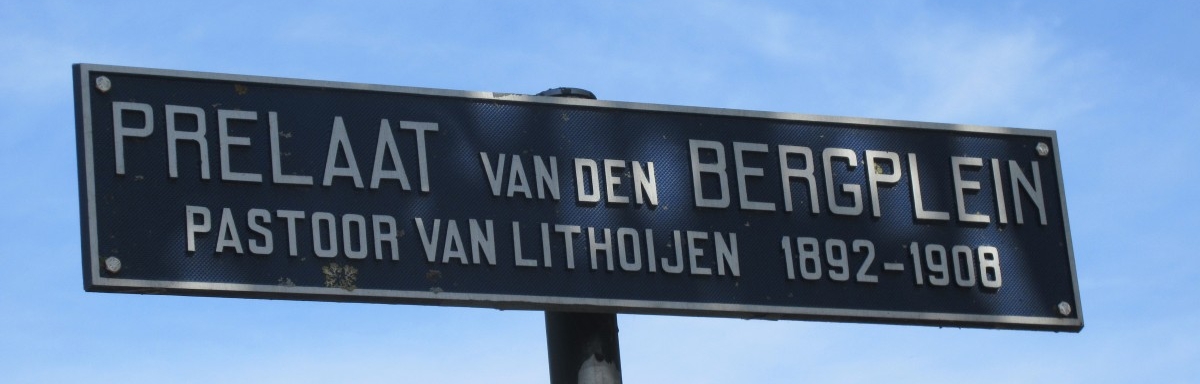 PRELAAT VAN DEN BERGPLEIN
PASTOOR VAN LITHOIJEN 1892-1908